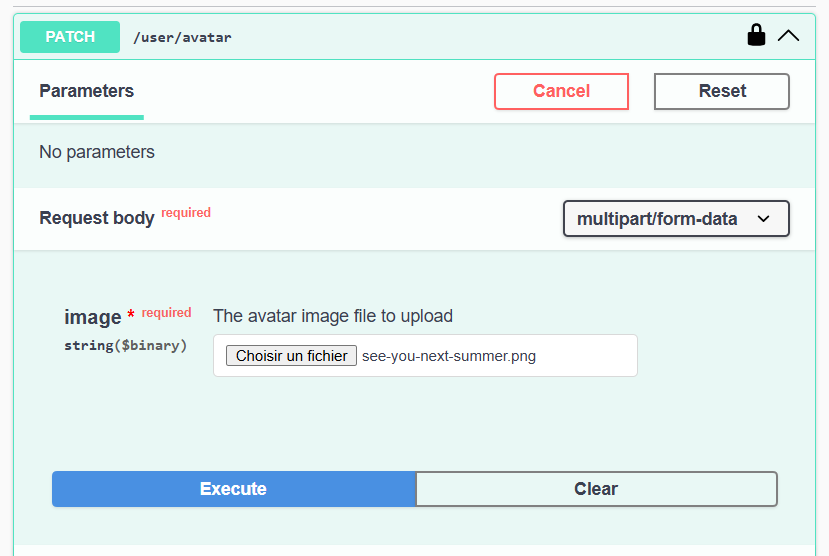 PATCH /user/avatar
Parameters Cancel Reset
No parameters
Request body required multipart/form-data
image * required The avatar image file to upload
string($binary) Choisir un fichier see-you-next-summer.png
Execute Clear